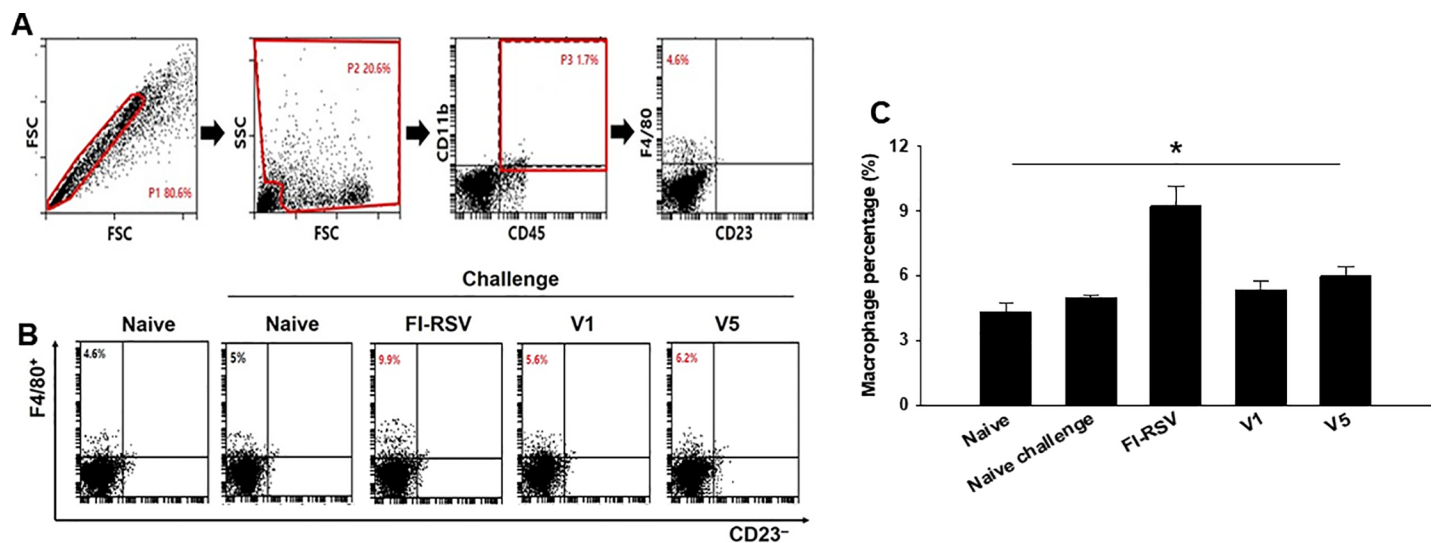 A
FSC
P1 80.6%
FSC
SSC
P2 20.6%
FSC
CD11b
P3 1.7%
CD45
F4/80
4.6%
CD23
Challenge
B
Naive
Naive
FI-RSV
V1
V5
F4/80+
4.6%
5%
9.9%
5.6%
6.2%
CD23–
C
Macrophage percentage (%)
12
9
6
3
0
*
Naive
Naive challenge
FI-RSV
V1
V5